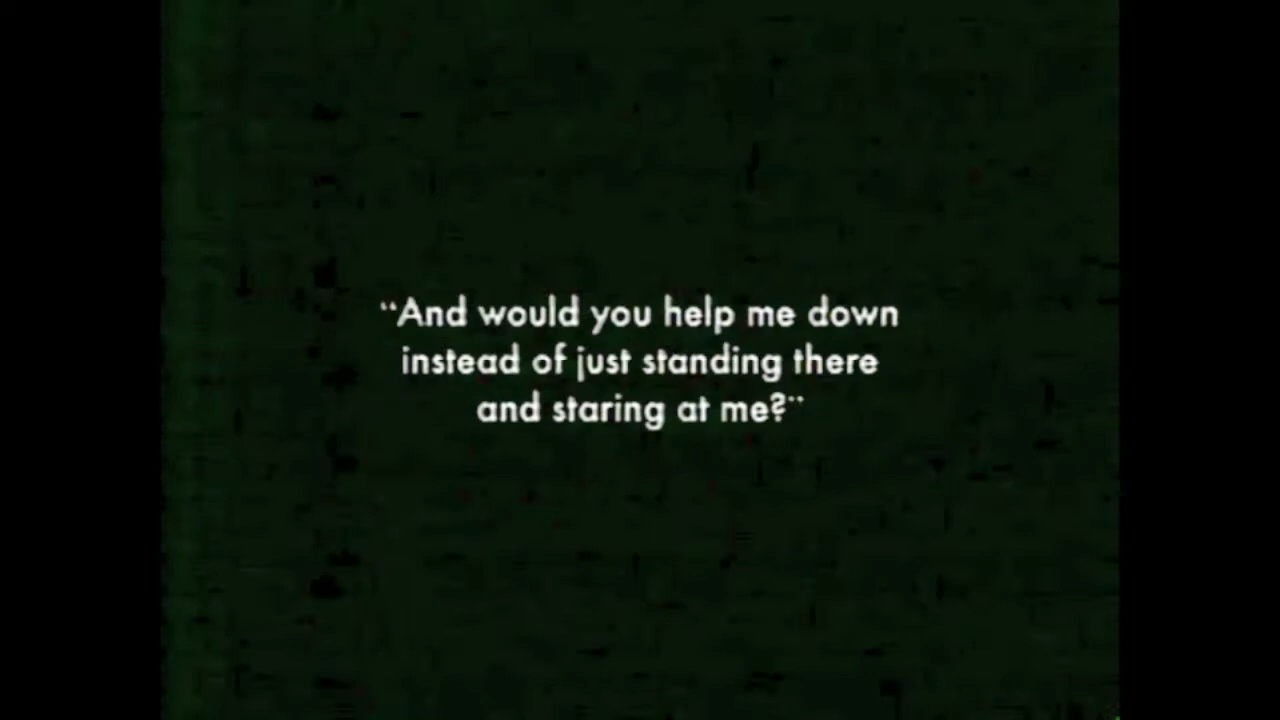 “And would you help me down
instead of just standing there
and staring at me?”